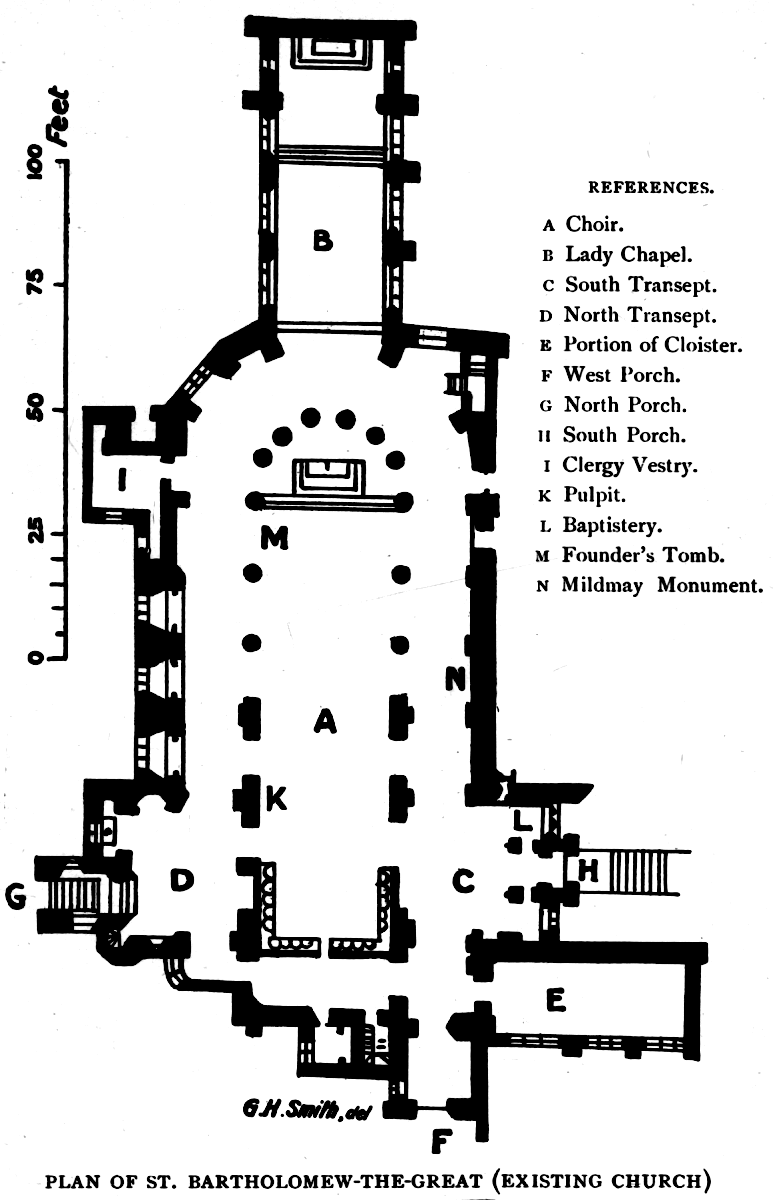 100 Feet
75
50
25
0
REFERENCES.
A Choir.
B Lady Chapel.
C South Transept.
D North Transept.
E Portion of Cloister.
F West Porch.
G North Porch.
H South Porch.
I Clergy Vestry.
K Pulpit.
L Baptistery.
M Founder's Tomb.
N Mildmay Monument.
B
I
M
N
A
K
L
D
C
H
G
E
G.H. Smith, del
F
PLAN OF ST. BARTHOLOMEW-THE-GREAT (EXISTING CHURCH)